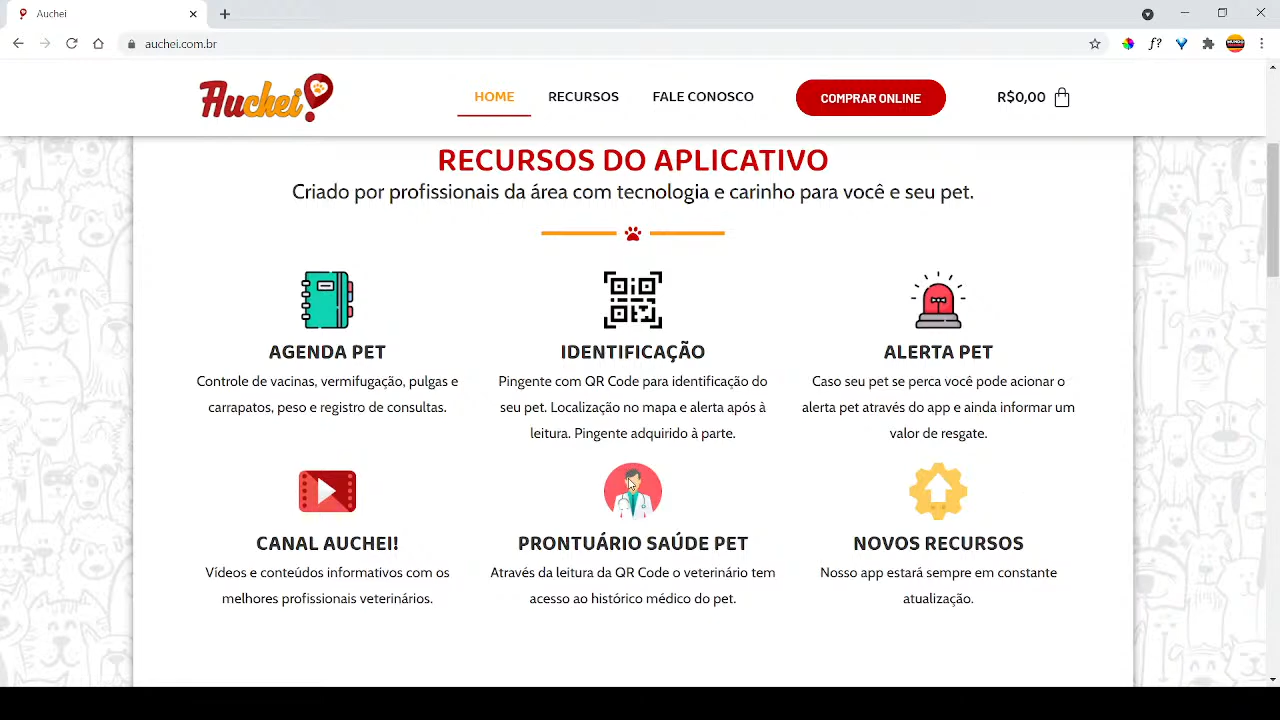 Auchei
auchei.com.br
Auchei!
HOME
RECURSOS
FALE CONOSCO
COMPRAR ONLINE
R$0,00
RECURSOS DO APLICATIVO
Criado por profissionais da área com tecnologia e carinho para você e seu pet.
AGENDA PET
Controle de vacinas, vermifugação, pulgas e
carrapatos, peso e registro de consultas.
IDENTIFICAÇÃO
Pingente com QR Code para identificação do
seu pet. Localização no mapa e alerta após à
leitura. Pingente adquirido à parte.
ALERTA PET
Caso seu pet se perca você pode acionar o
alerta pet através do app e ainda informar um
valor de resgate.
CANAL AUCHEI!
Vídeos e conteúdos informativos com os
melhores profissionais veterinários.
PRONTUÁRIO SAÚDE PET
Através da leitura da QR Code o veterinário tem
acesso ao histórico médico do pet.
NOVOS RECURSOS
Nosso app estará sempre em constante
atualização.